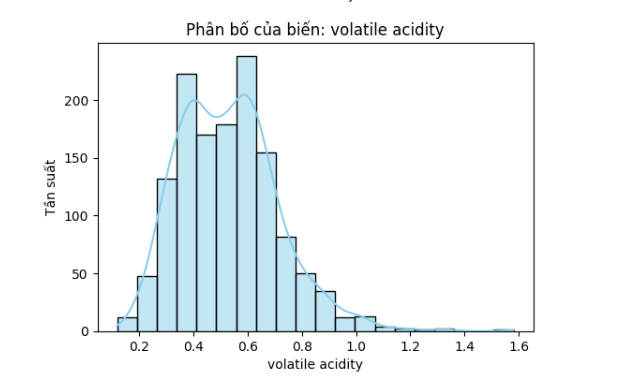 Phân bố của biến: volatile acidity
Tần suất
200
150
100
50
0
0.2 0.4 0.6 0.8 1.0 1.2 1.4 1.6
volatile acidity